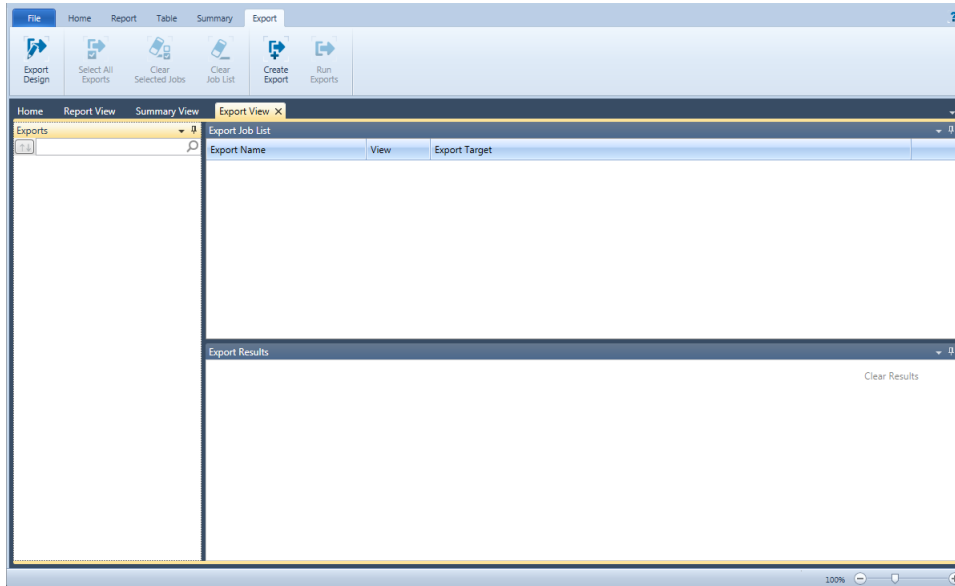 File Home Report Table Summary Export
Export Design
Select All Exports
Clear Selected Jobs
Clear Job List
Create Export
Run Exports
Home Report View Summary View Export View
Exports
Export Job List
Export Name View Export Target
Export Results
Clear Results
100%